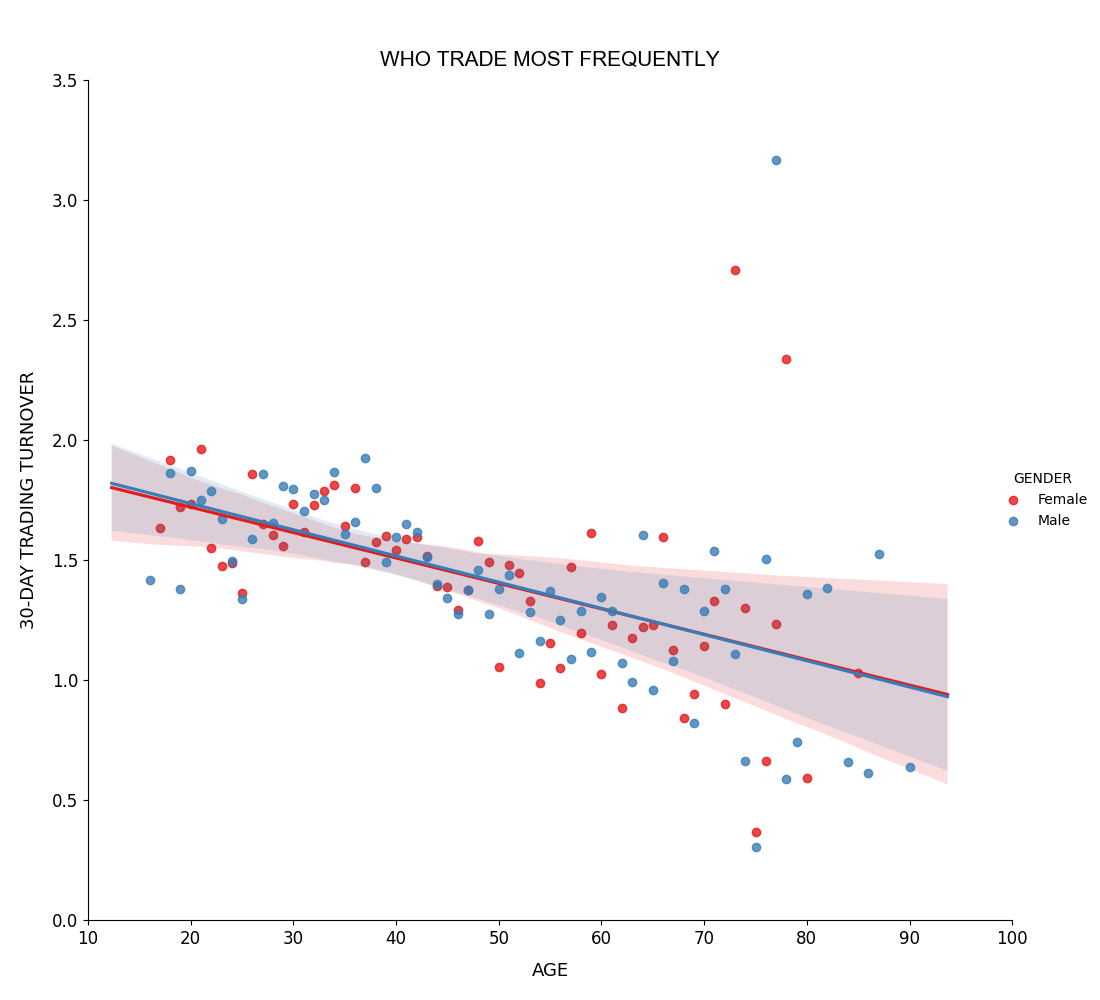 WHO TRADE MOST FREQUENTLY
3.5
3.0
2.5
2.0
1.5
1.0
0.5
0.0
30-DAY TRADING TURNOVER
10 20 30 40 50 60 70 80 90 100
AGE
GENDER
Female
Male